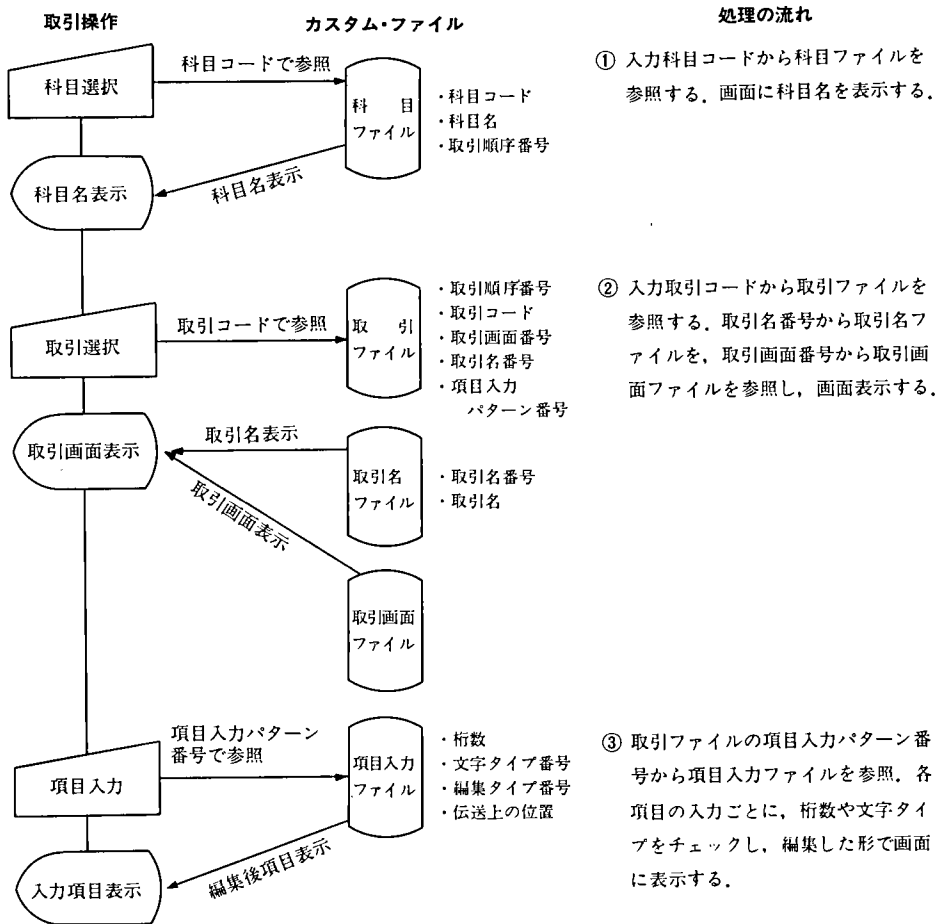 取引操作
カスタム・ファイル
処理の流れ
科目選択
科目コードで参照
科目
ファイル
・科目コード
・科目名
・取引順序番号
科目名表示
科目名表示
① 入力科目コードから科目ファイルを
参照する．画面に科目名を表示する．
取引選択
取引コードで参照
取引
ファイル
・取引順序番号
・取引コード
・取引画面番号
・取引名番号
・項目入力
パターン番号
② 入力取引コードから取引ファイルを
参照する．取引名番号から取引名フ
ァイルを，取引画面番号から取引画
面ファイルを参照し，画面表示する．
取引画面表示
取引名表示
取引画面表示
取引名
ファイル
・取引名番号
・取引名
取引画面
ファイル
項目入力
項目入力パターン
番号で参照
項目入力
ファイル
・桁数
・文字タイプ番号
・編集タイプ番号
・伝送上の位置
入力項目表示
編集後項目表示
③ 取引ファイルの項目入力パターン番
号から項目入力ファイルを参照．各
項目の入力ごとに，桁数や文字タイ
プをチェックし，編集した形で画面
に表示する．